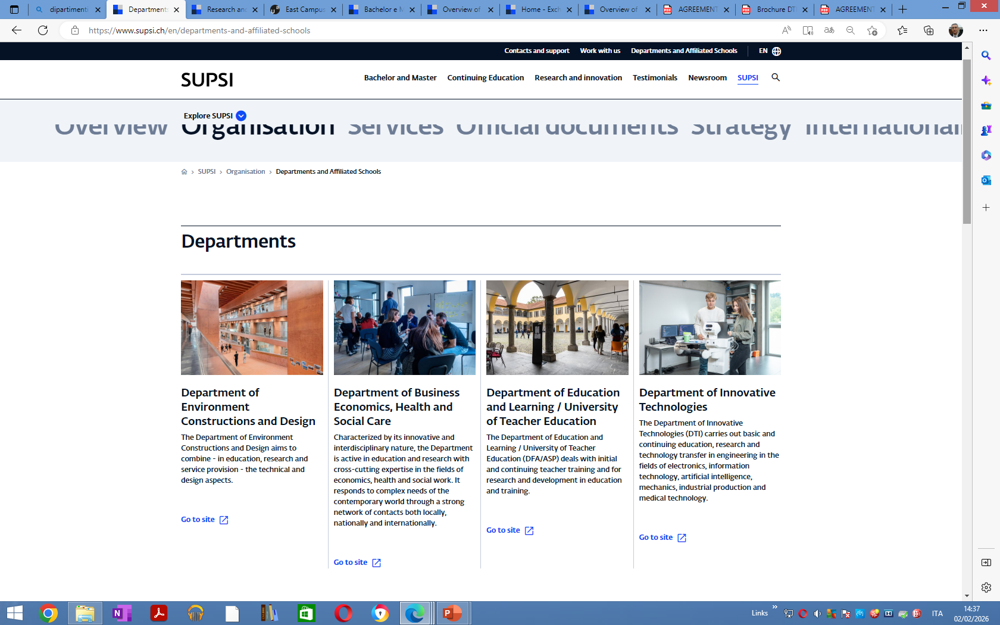 dipartimenti
Departments
Research and
East Campus
Bachelor e M
Overview of
Home - Exch
Overview of
AGREEMENT
Brochure DT
AGREEMENT
https://www.supsi.ch/en/departments-and-affiliated-schools
Contacts and support Work with us Departments and Affiliated Schools EN
SUPSI
Bachelor and Master Continuing Education Research and innovation Testimonials Newsroom SUPSI
Explore SUPSI
Overview Organisation Services Official documents Strategy International
SUPSI > Organisation > Departments and Affiliated Schools
Departments
Department of
Environment
Constructions and Design
The Department of Environment
Constructions and Design aims to
combine - in education, research and
service provision - the technical and
design aspects.
Go to site
Department of Business
Economics, Health and
Social Care
Characterized by its innovative and
interdisciplinary nature, the Department
is active in education and research with
cross-cutting expertise in the fields of
economics, health and social work. It
responds to complex needs of the
contemporary world through a strong
network of contacts both locally,
nationally and internationally.
Go to site
Department of Education
and Learning / University
of Teacher Education
The Department of Education and
Learning / University of Teacher
Education (DFA/ASP) deals with initial
and continuing teacher training and for
research and development in education
and training.
Go to site
Department of Innovative
Technologies
The Department of Innovative
Technologies (DTI) carries out basic and
continuing education, research and
technology transfer in engineering in the
fields of electronics, information
technology, artificial intelligence,
mechanics, industrial production and
medical technology.
Go to site
Links
ITA
14:37
02/02/2026